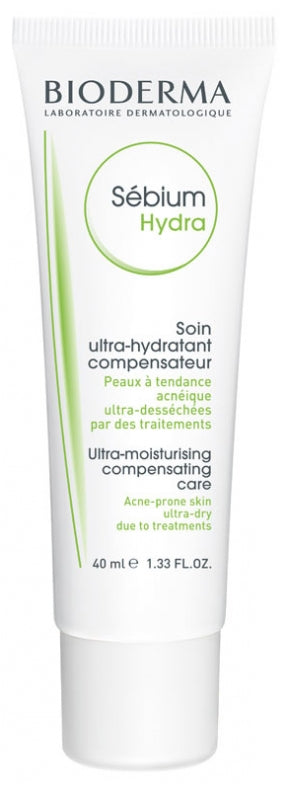 BIODERMA
LABORATOIRE DERMATOLOGIQUE
Sébium
Hydra
Soin
ultra-hydratant
compensateur
Peaux à tendance
acnéique
ultra-desséchées
par des traitements
Ultra-moisturising
compensating
care
Acne-prone skin
ultra-dry
due to treatments
40 ml ℮ 1.33 FL.OZ.